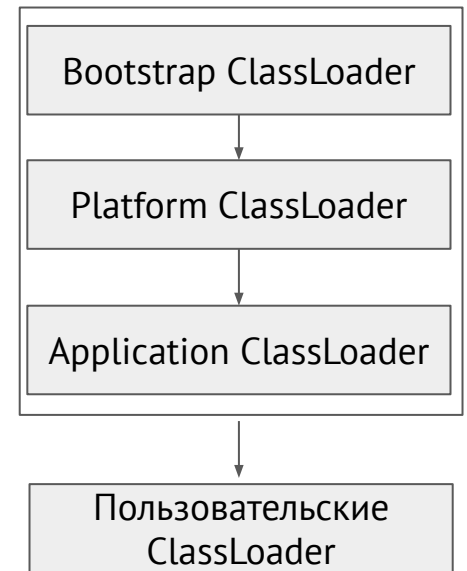 Bootstrap ClassLoader
Platform ClassLoader
Application ClassLoader
Пользовательские
ClassLoader